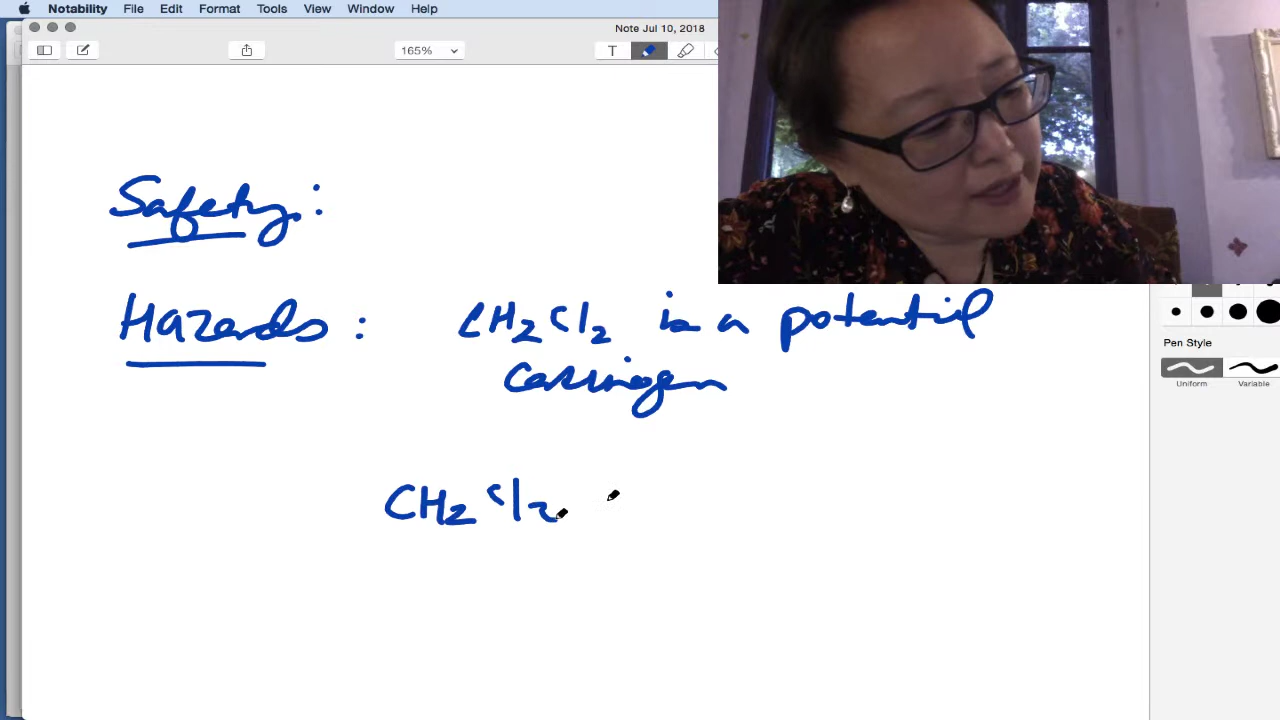 Notability File Edit Format Tools View Window Help
Note Jul 10, 2018
165%
T
Safety:
Hazards: CH2Cl2 is a potential
carcinogen
Pen Style
Uniform Variable
CH2Cl2